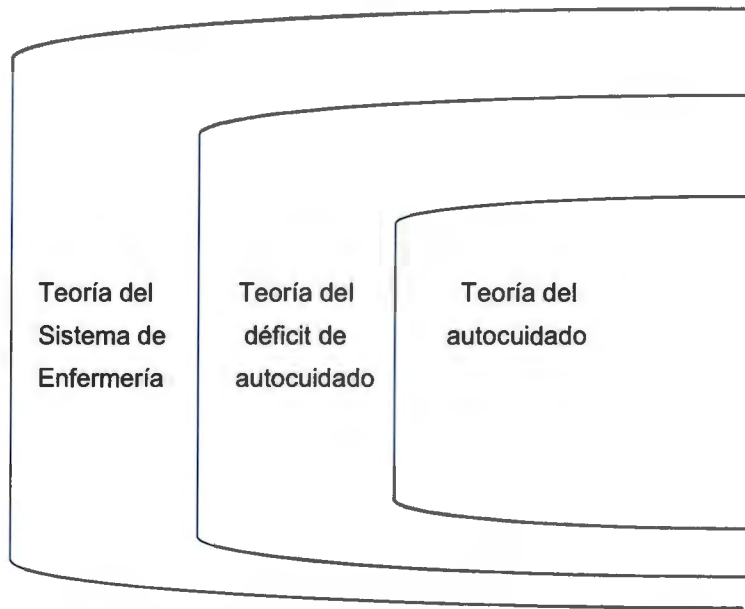 Teoría del
Sistema de
Enfermería
Teoría del
déficit de
autocuidado
Teoría del
autocuidado